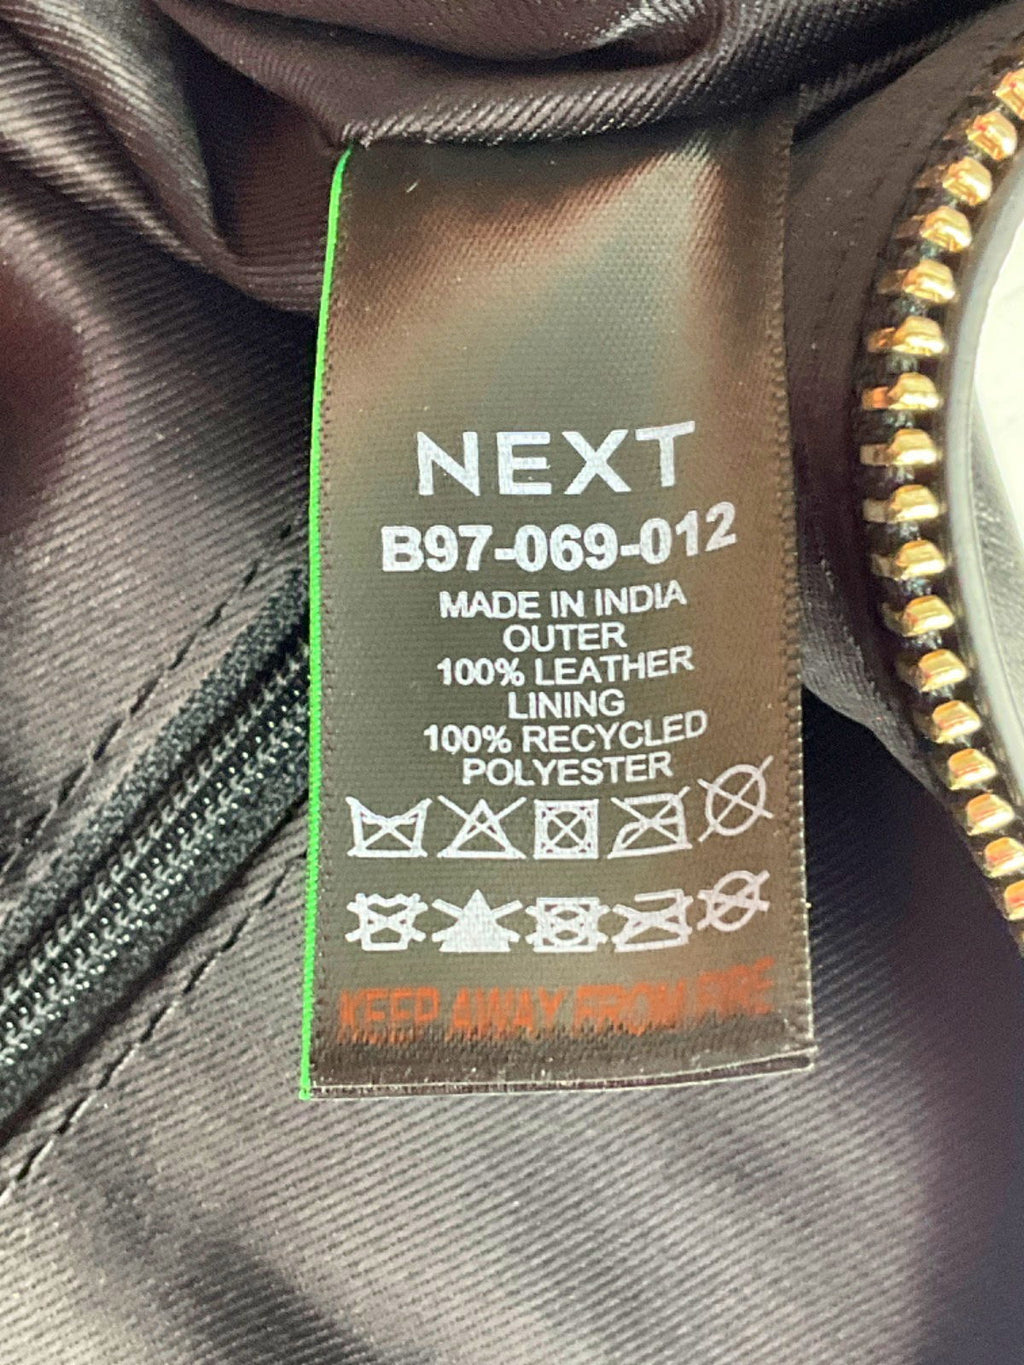 NEXT
B97-069-012
MADE IN INDIA
OUTER
100% LEATHER
LINING
100% RECYCLED
POLYESTER
KEEP AWAY FROM FIRE